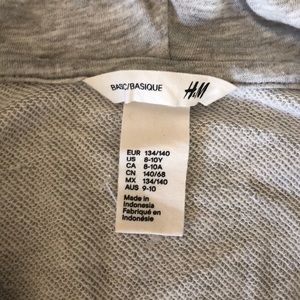 BASIC/BASIQUE
H&M
EUR 134/140
US 8-10Y
CA 8-10A
CN 140/68
MX 134/140
AUS 9-10
Made in
Indonesia
Fabriqué en
Indonésie